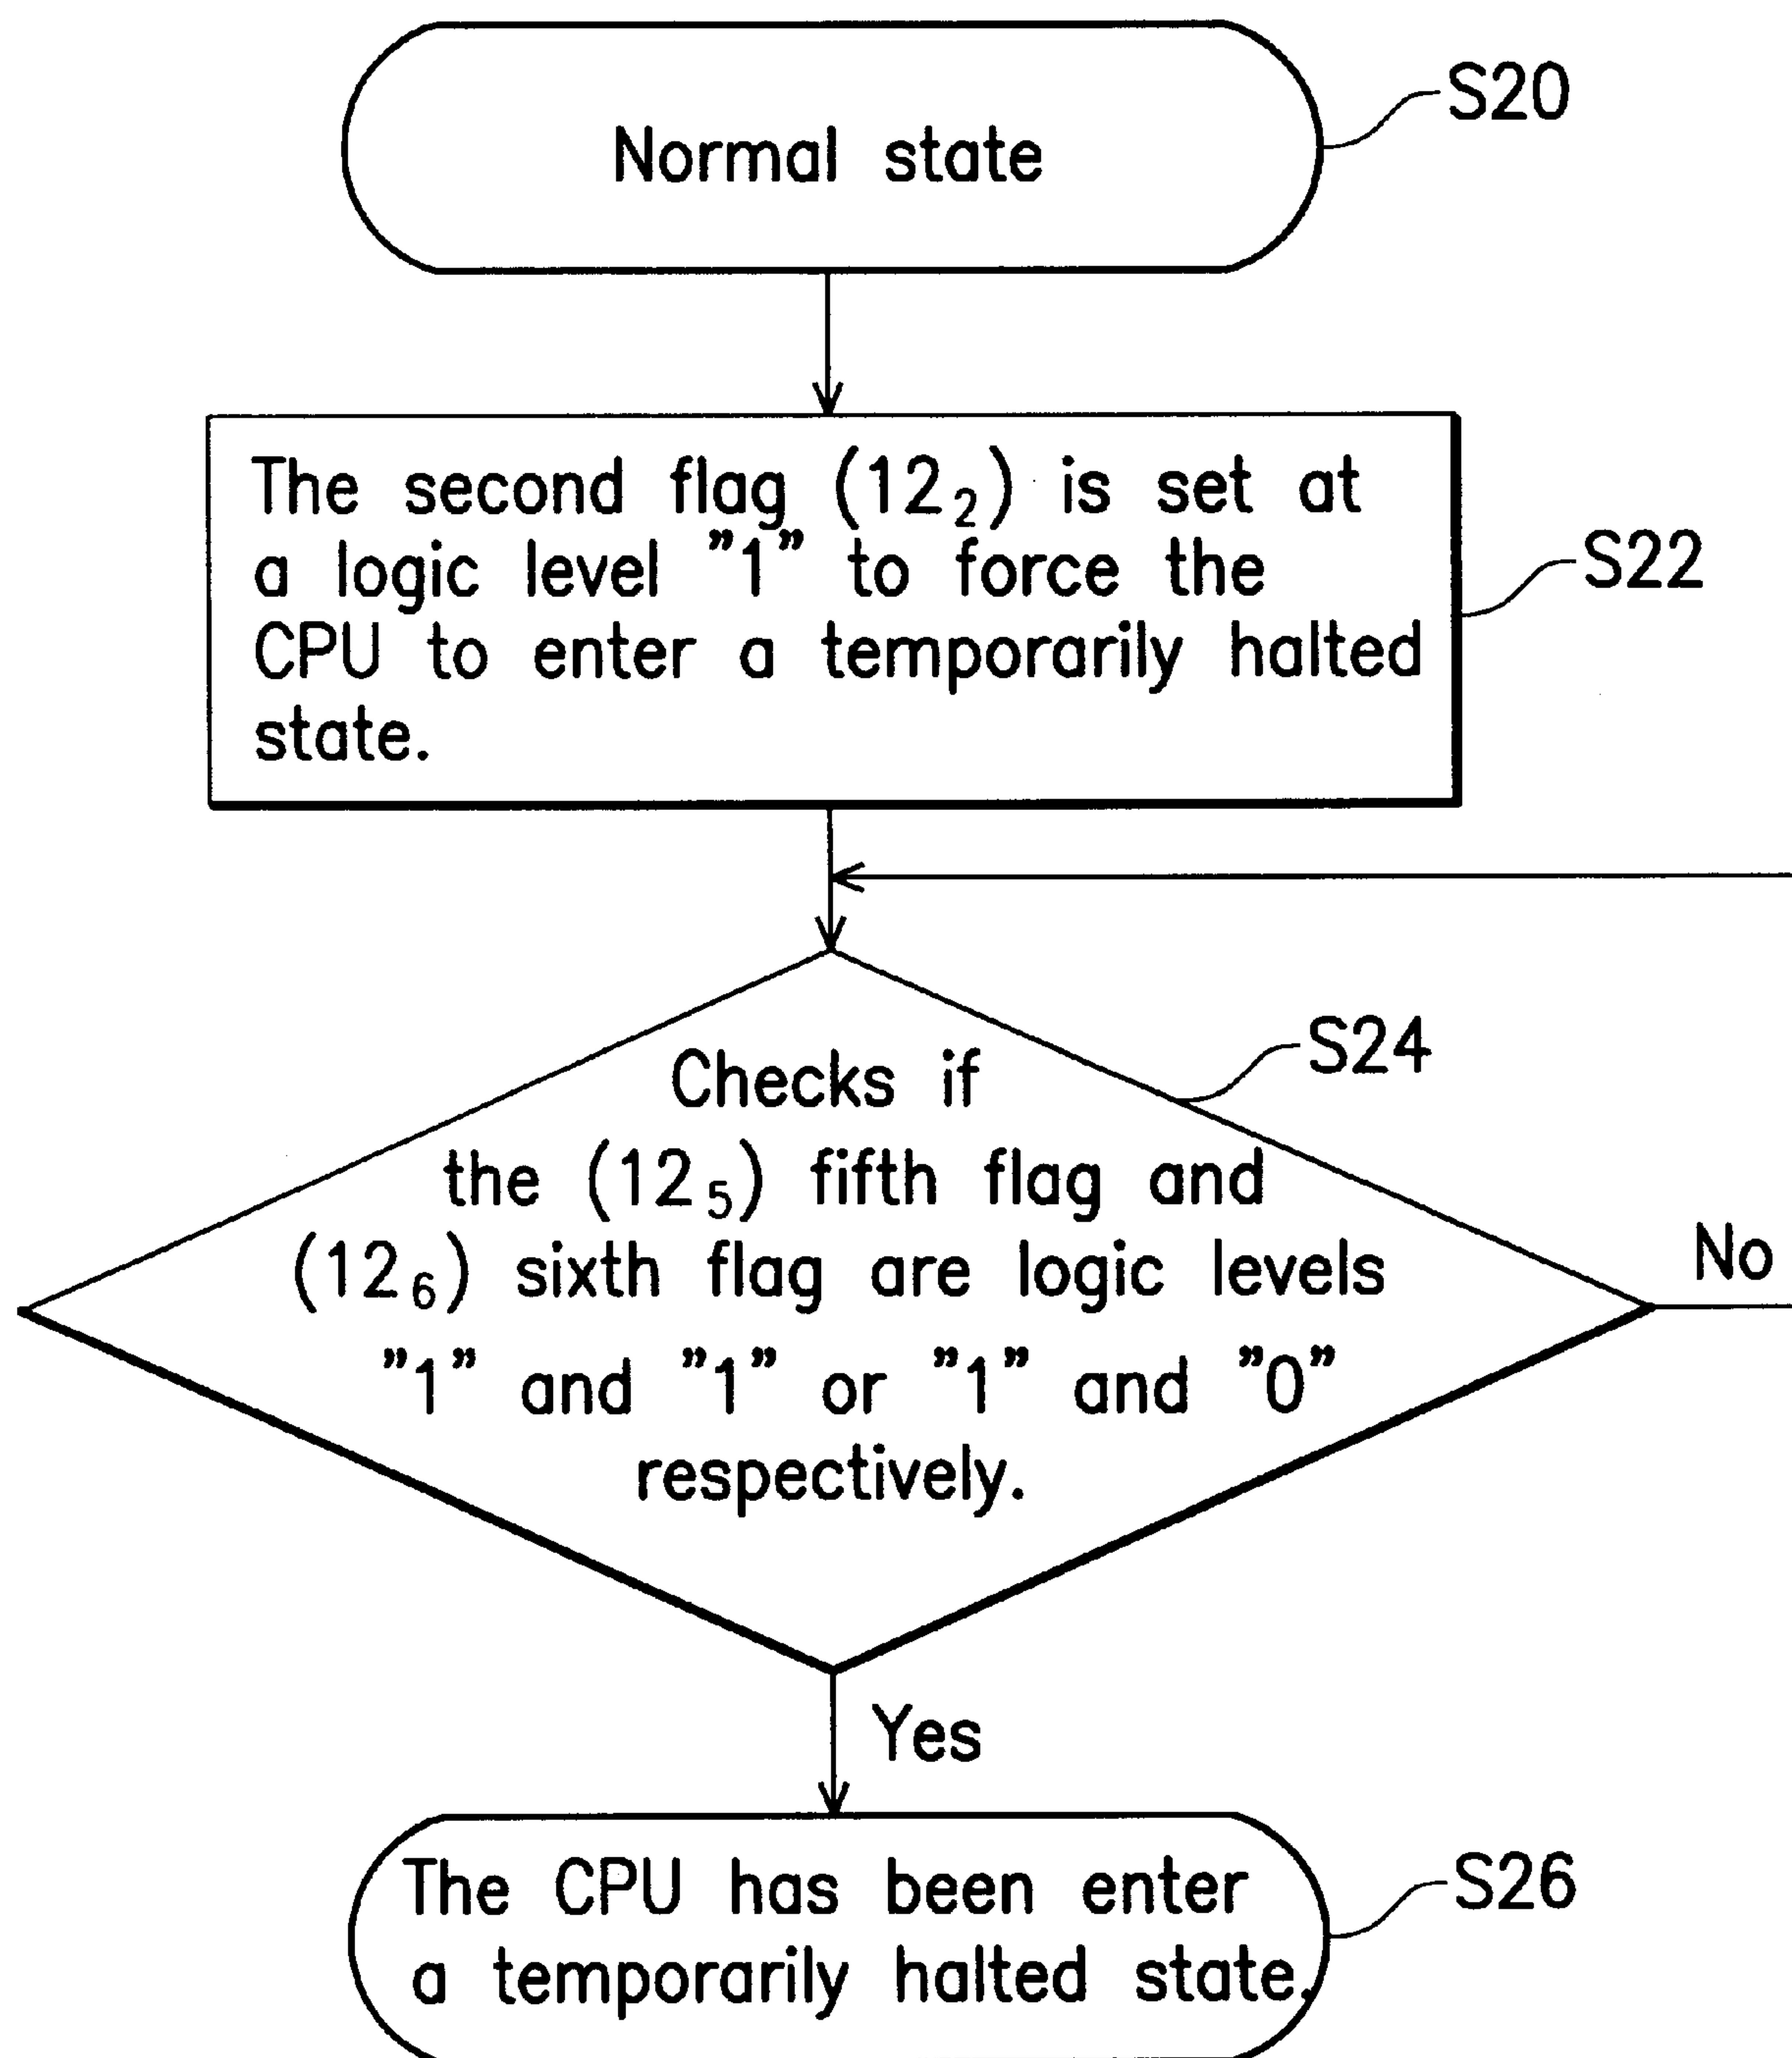 Normal state
S20
The second flag (12₂) is set at
a logic level ”1” to force the
CPU to enter a temporarily halted
state.
S22
Checks if
the (12₅) fifth flag and
(12₆) sixth flag are logic levels
”1” and ”1” or ”1” and ”0”
respectively.
S24
No
Yes
The CPU has been enter
a temporarily halted state.
S26